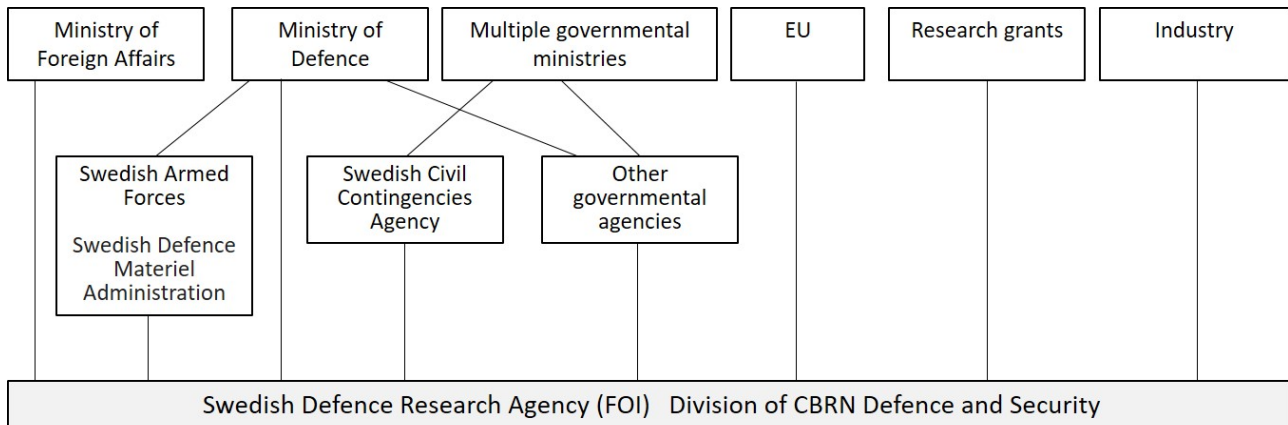 Ministry of
Foreign Affairs
Ministry of
Defence
Multiple governmental
ministries
EU
Research grants
Industry
Swedish Armed
Forces
Swedish Defence
Materiel
Administration
Swedish Civil
Contingencies
Agency
Other
governmental
agencies
Swedish Defence Research Agency (FOI) Division of CBRN Defence and Security